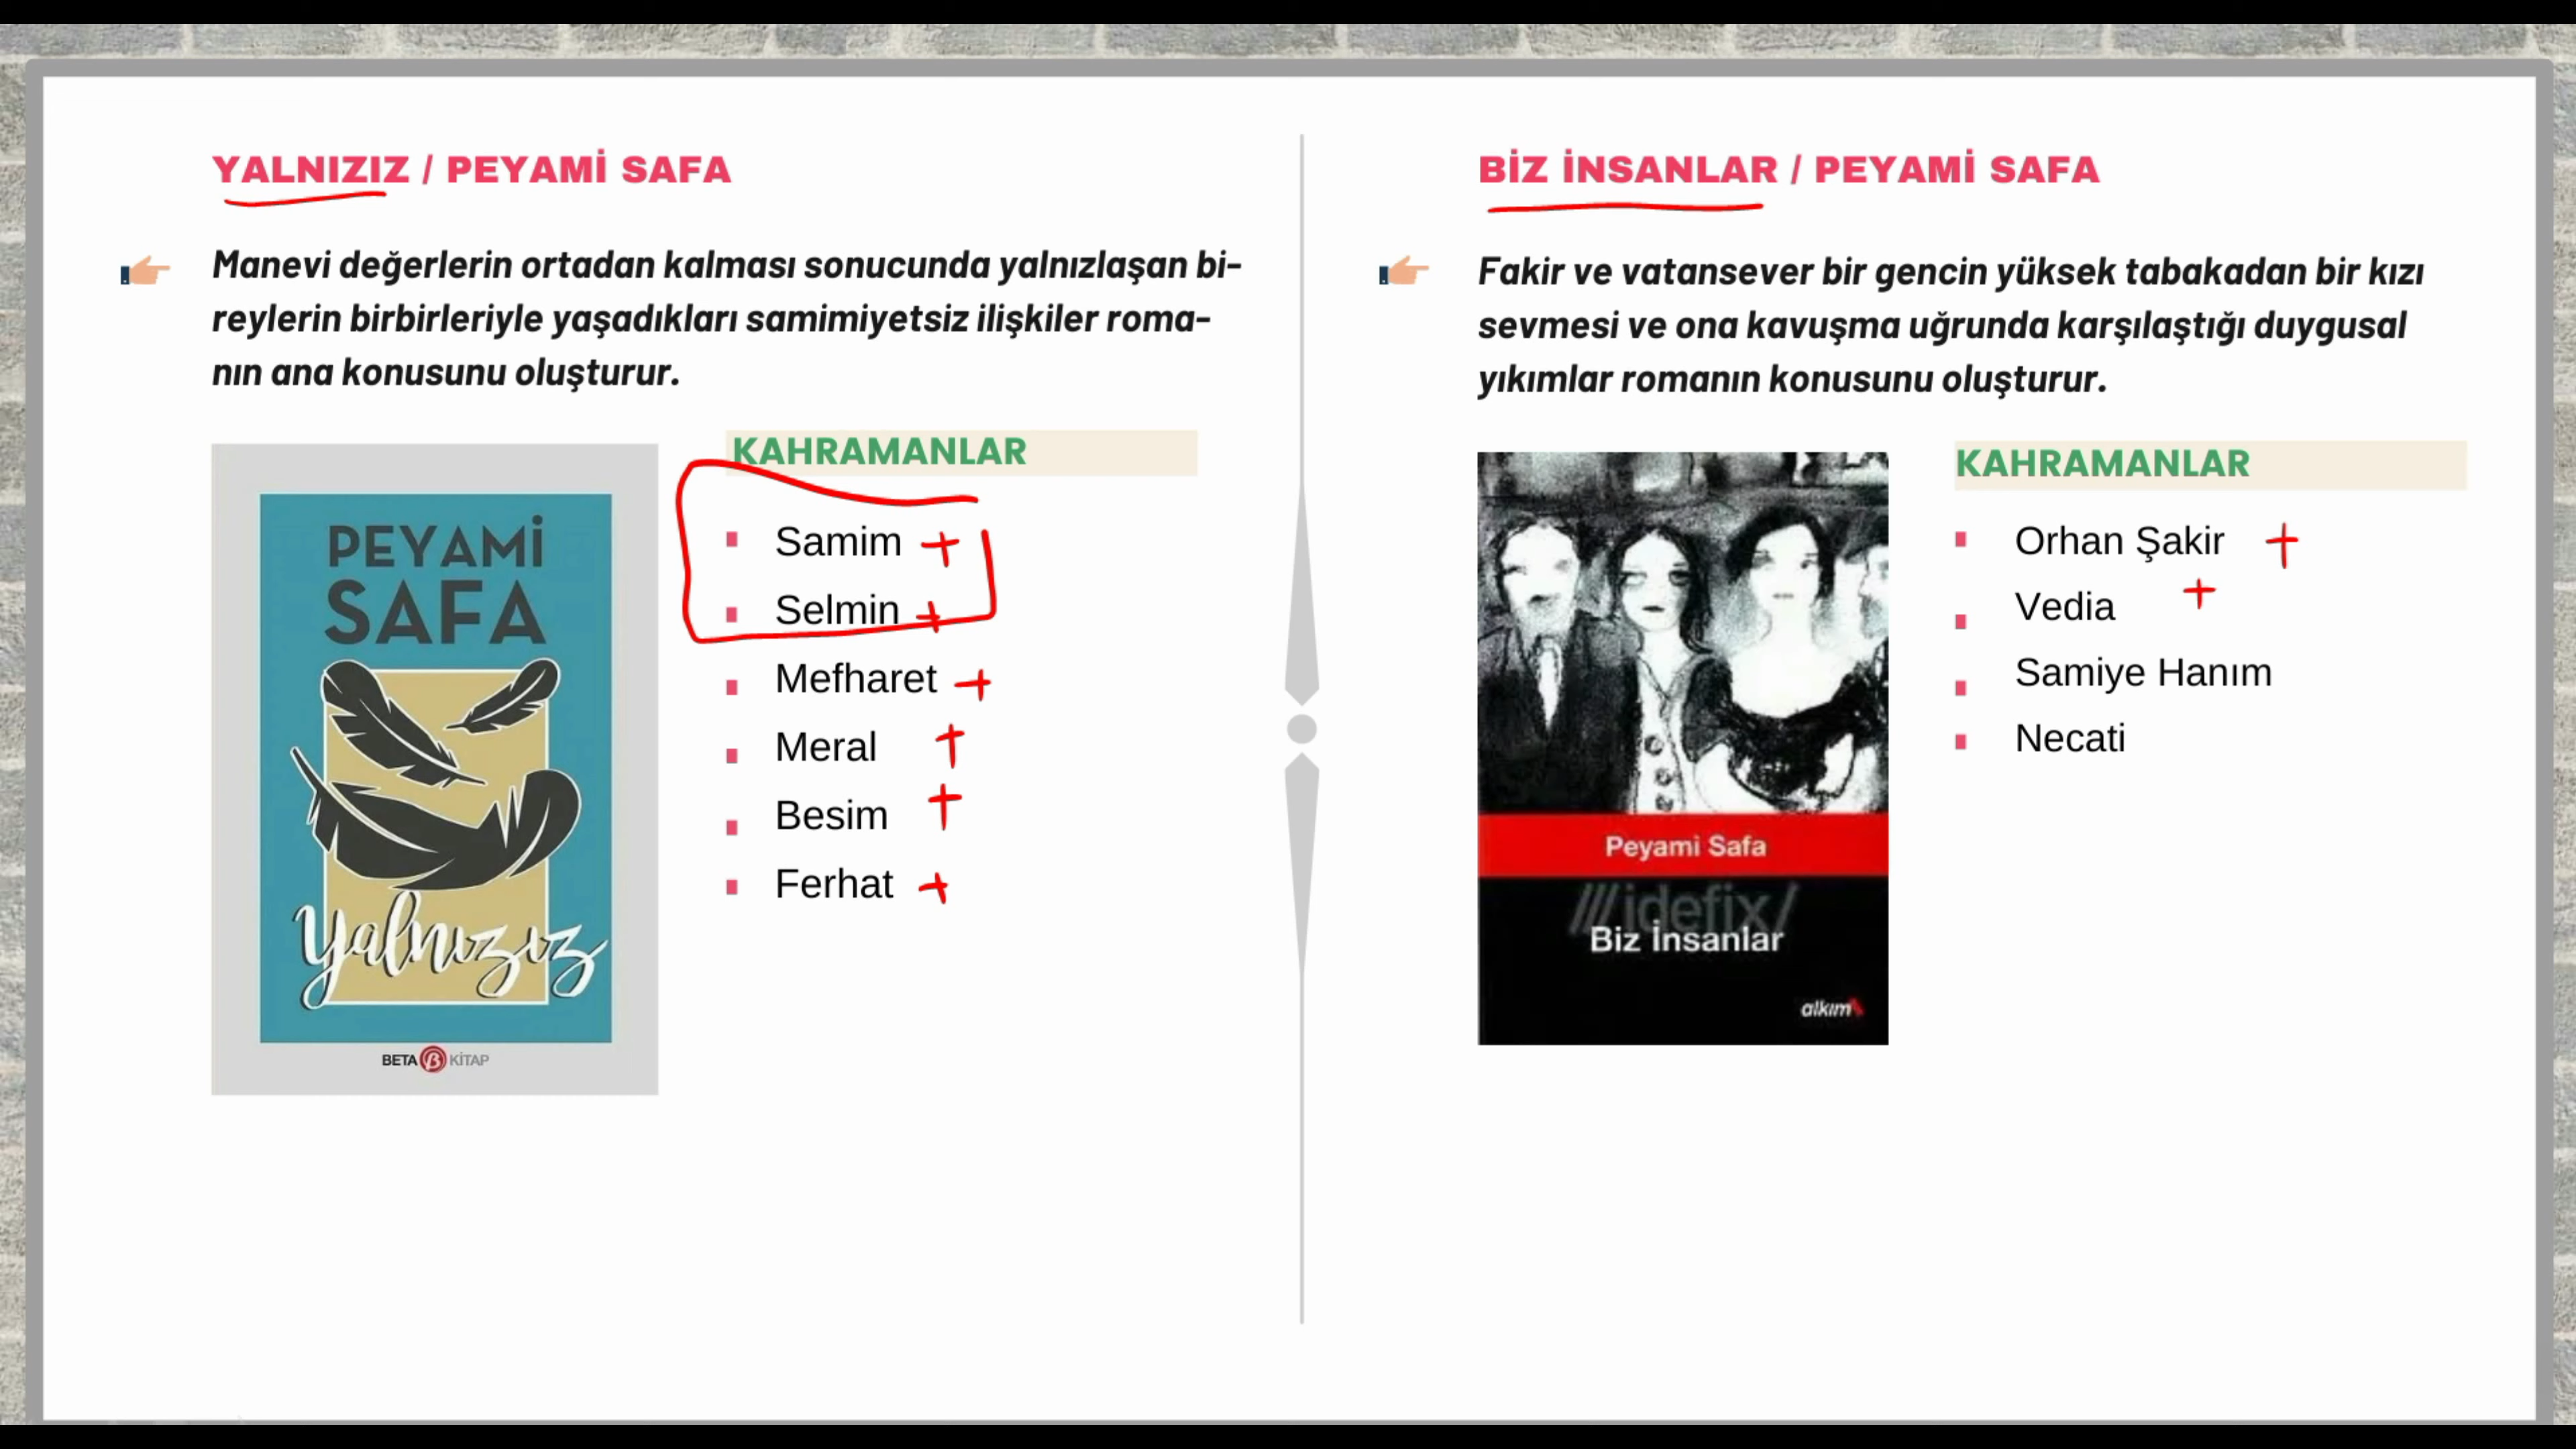 YALNIZIZ / PEYAMİ SAFA
Manevi değerlerin ortadan kalması sonucunda yalnızlaşan bi-
reylerin birbirleriyle yaşadıkları samimiyetsiz ilişkiler roma-
nın ana konusunu oluşturur.
PEYAMİ
SAFA
Yalnızız
BETA B KİTAP
KAHRAMANLAR
Samim
Selmin
Mefharet
Meral
Besim
Ferhat
BİZ İNSANLAR / PEYAMİ SAFA
Fakir ve vatansever bir gencin yüksek tabakadan bir kızı
sevmesi ve ona kavuşma uğrunda karşılaştığı duygusal
yıkımlar romanın konusunu oluşturur.
Peyami Safa
///idefix/
Biz İnsanlar
alkım
KAHRAMANLAR
Orhan Şakir
Vedia
Samiye Hanım
Necati